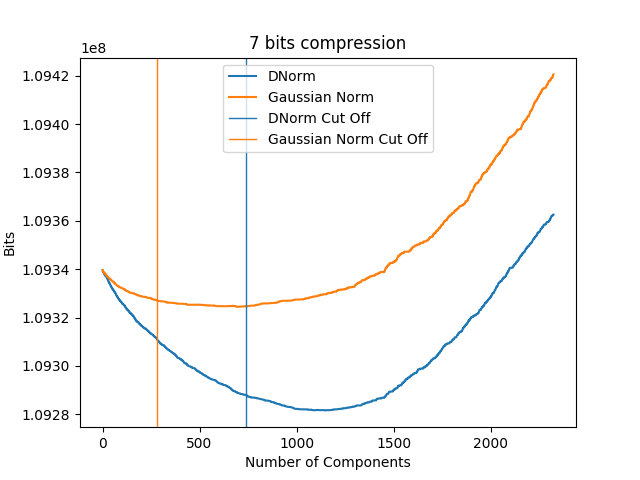 7 bits compression
1e8
DNorm
Gaussian Norm
DNorm Cut Off
Gaussian Norm Cut Off
1.0942
1.0940
1.0938
1.0936
1.0934
1.0932
1.0930
1.0928
Bits
0 500 1000 1500 2000
Number of Components